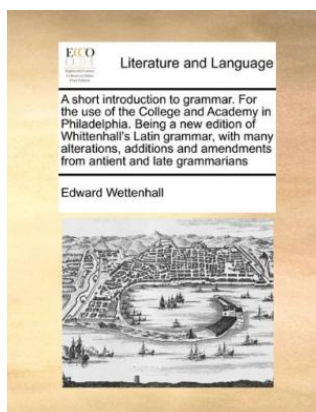 ECCO
Literature and Language
A short introduction to grammar. For
the use of the College and Academy in
Philadelphia. Being a new edition of
Whittenhall's Latin grammar, with many
alterations, additions and amendments
from antient and late grammarians
Edward Wettenhall